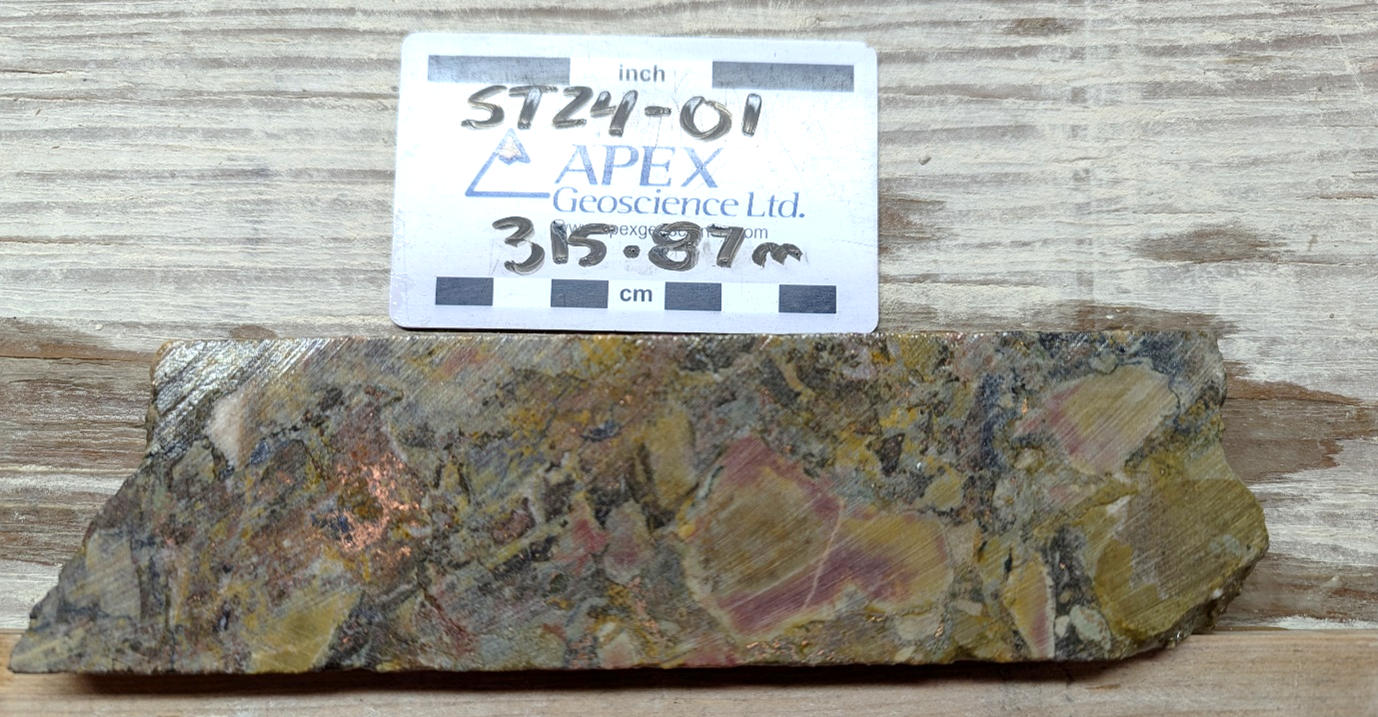 inch
ST24-01
APEX
Geoscience Ltd.
315.87m
cm